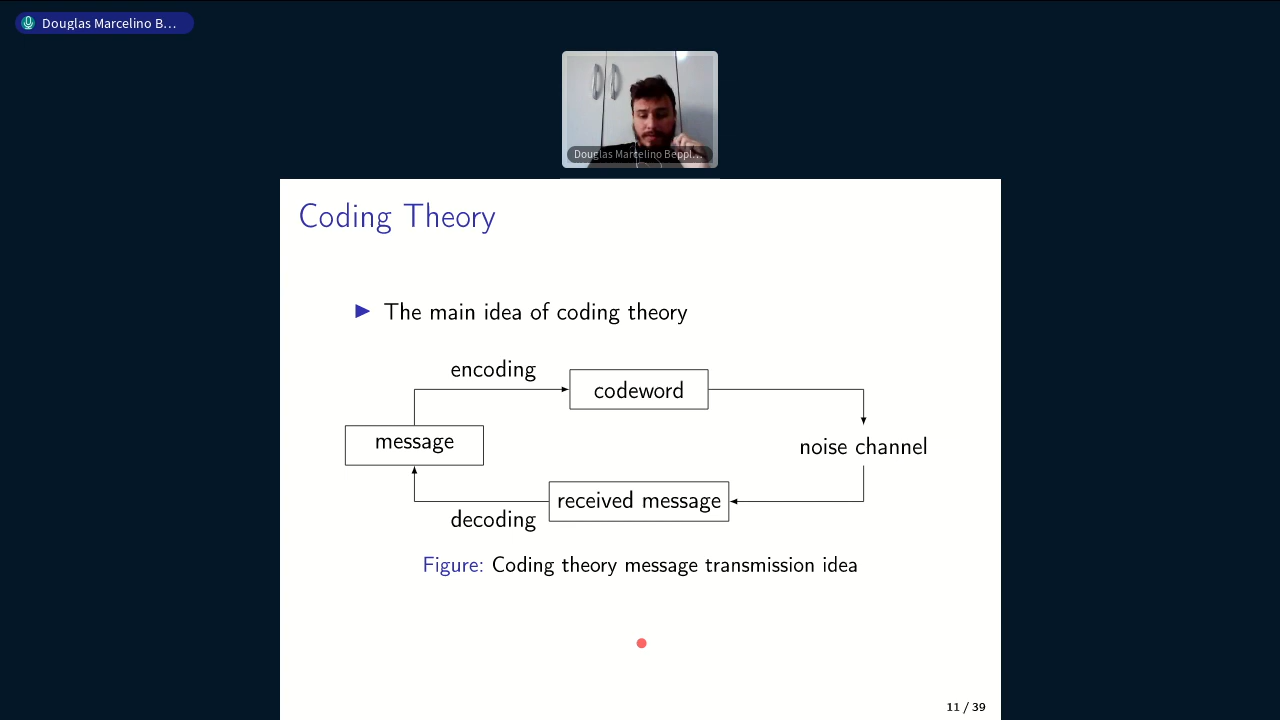 Douglas Marcelino B...
Douglas Marcelino Beppl...
Coding Theory
The main idea of coding theory
encoding
codeword
message
noise channel
received message
decoding
Figure: Coding theory message transmission idea
11 / 39